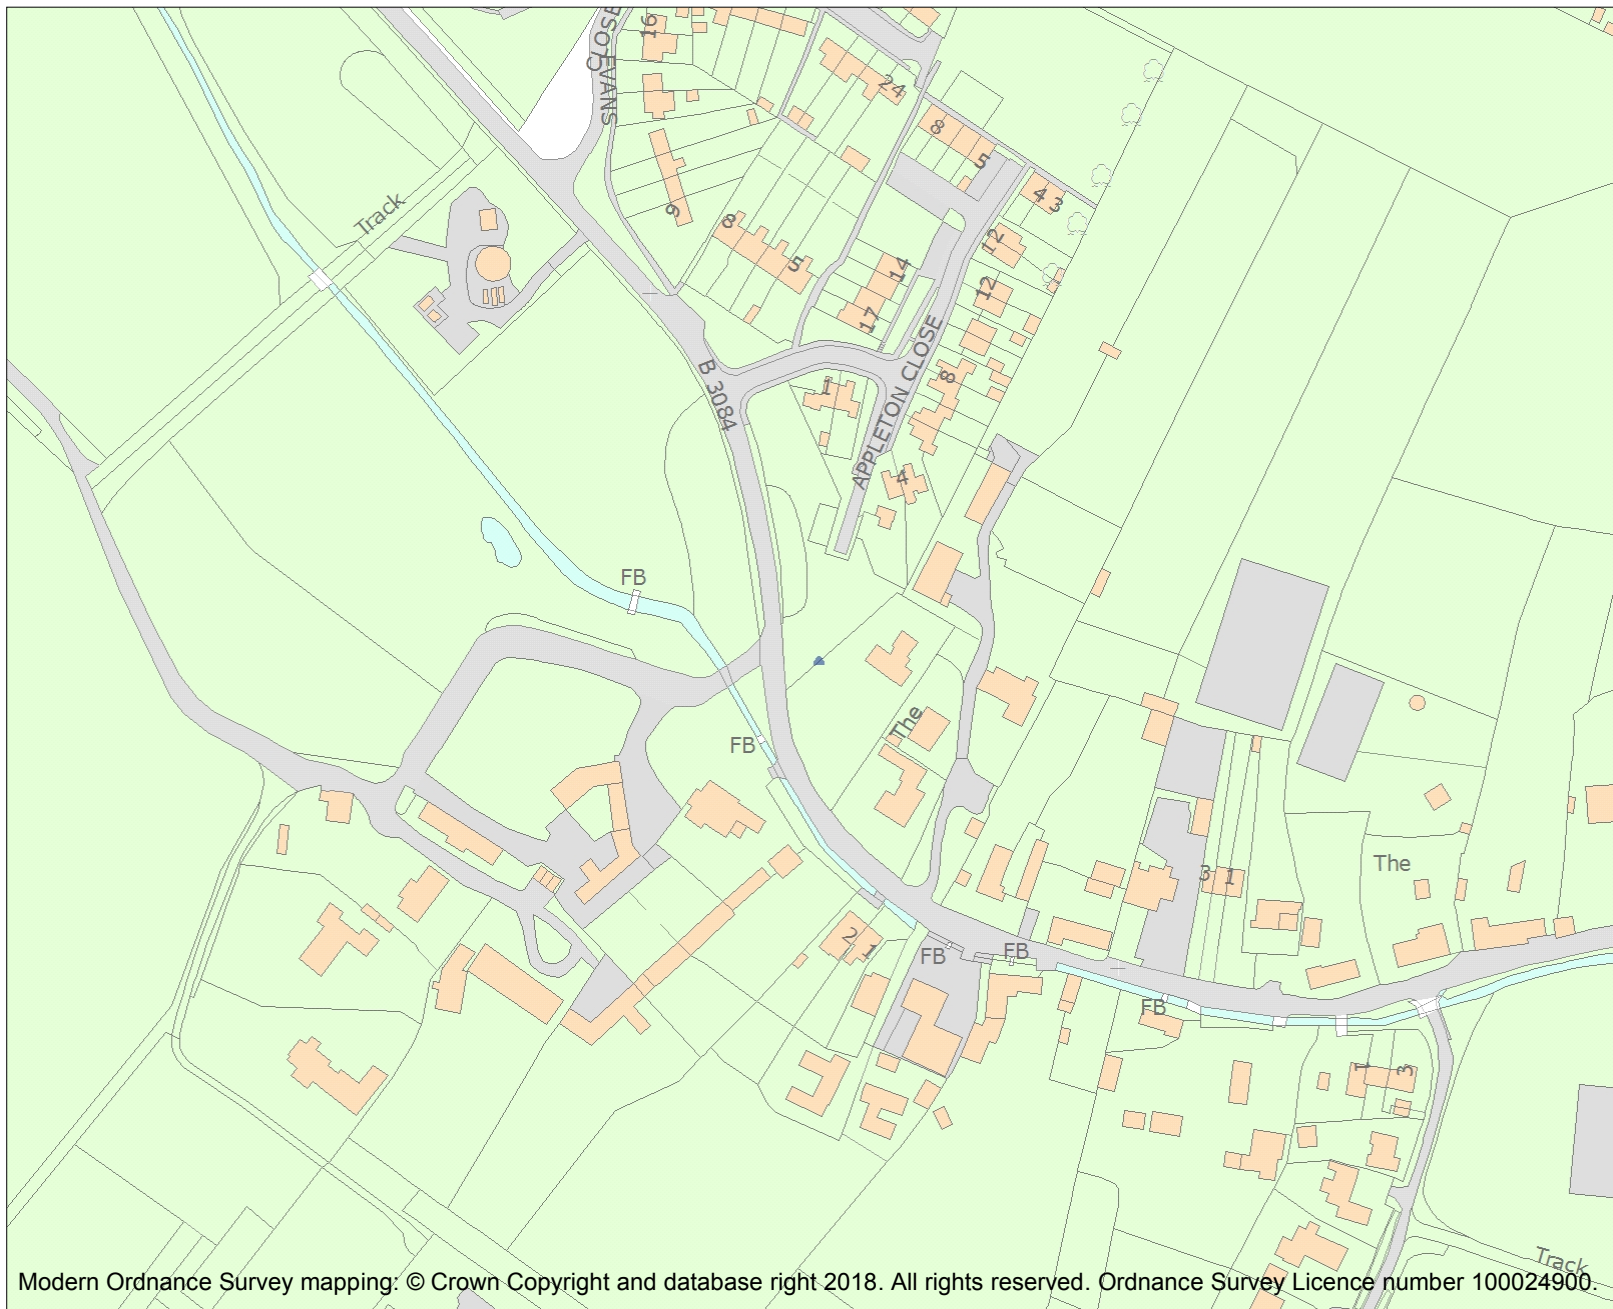 CLOSE
EVANS
16
24
8
5
Track
4
3
9
8
5
12
14
12
17
B 3084
APPLETON CLOSE
1
8
4
FB
The
FB
The
3
1
2
1
FB
FB
FB
1
3
Track
Modern Ordnance Survey mapping: © Crown Copyright and database right 2018. All rights reserved. Ordnance Survey Licence number 100024900.